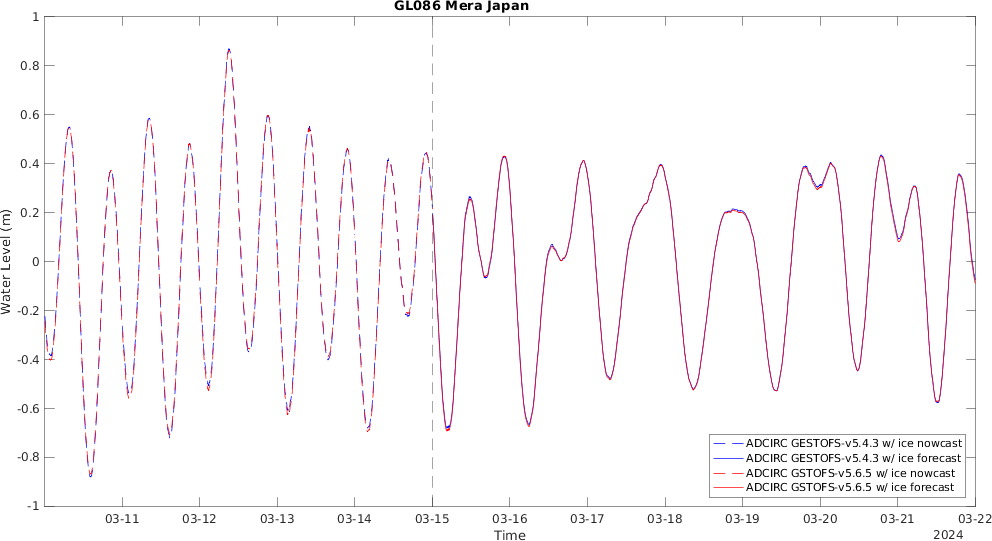 GL086 Mera Japan
1
0.8
0.6
0.4
0.2
0
-0.2
-0.4
-0.6
-0.8
-1
Water Level (m)
ADCIRC GESTOFS-v5.4.3 w/ ice nowcast
ADCIRC GESTOFS-v5.4.3 w/ ice forecast
ADCIRC GSTOFS-v5.6.5 w/ ice nowcast
ADCIRC GSTOFS-v5.6.5 w/ ice forecast
03-11 03-12 03-13 03-14 03-15 03-16 03-17 03-18 03-19 03-20 03-21 03-22
Time
2024